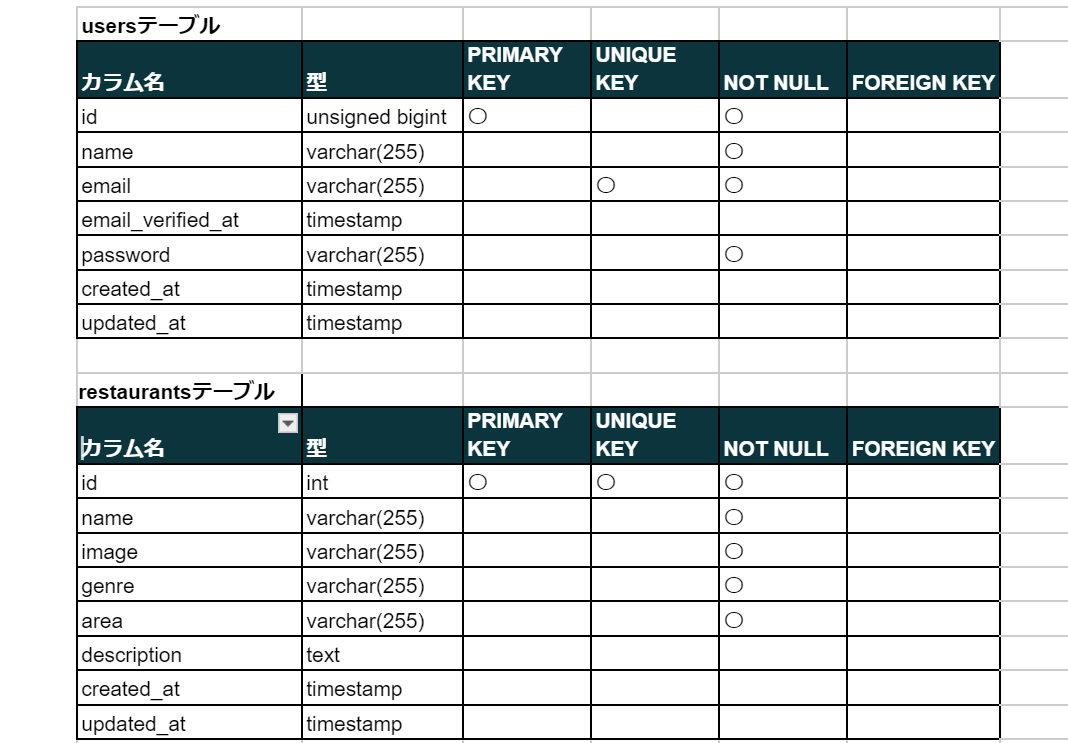 usersテーブル
カラム名 型 PRIMARY KEY UNIQUE KEY NOT NULL FOREIGN KEY
id unsigned bigint ○ ○
name varchar(255) ○
email varchar(255) ○ ○
email_verified_at timestamp
password varchar(255) ○
created_at timestamp
updated_at timestamp
restaurantsテーブル
カラム名 型 PRIMARY KEY UNIQUE KEY NOT NULL FOREIGN KEY
id int ○ ○ ○
name varchar(255) ○
image varchar(255) ○
genre varchar(255) ○
area varchar(255) ○
description text
created_at timestamp
updated_at timestamp